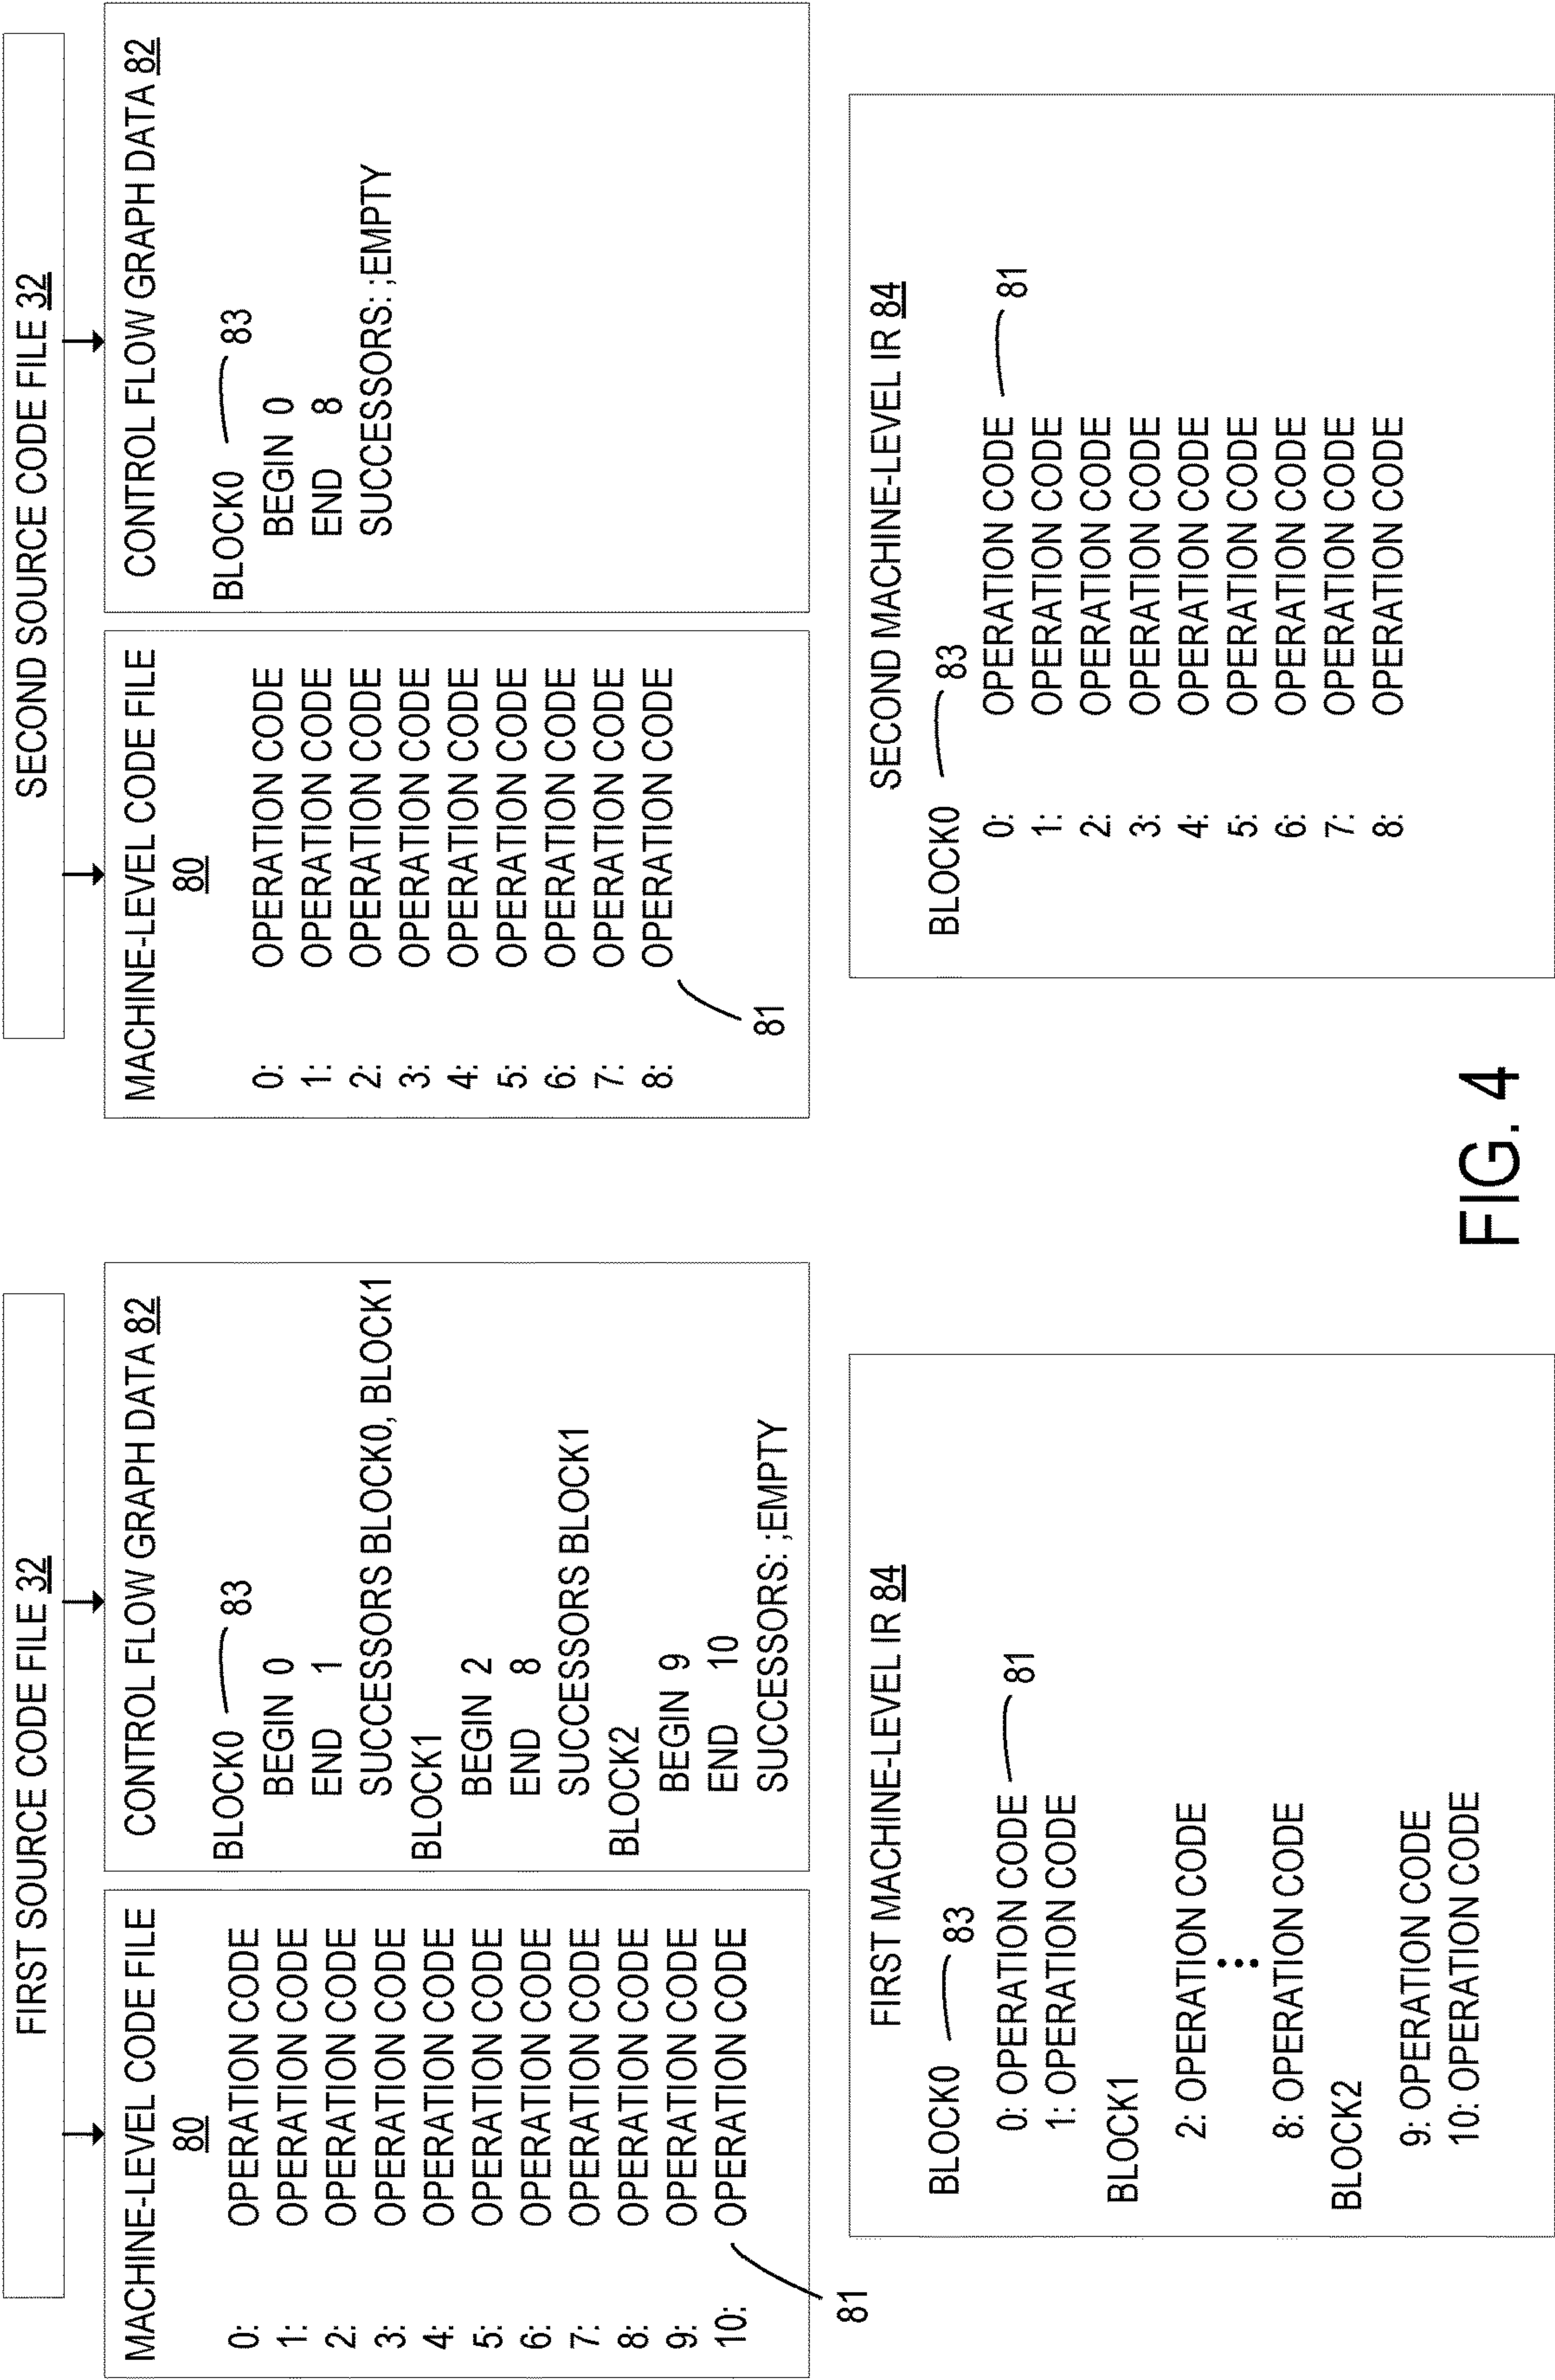 FIRST SOURCE CODE FILE 32
MACHINE-LEVEL CODE FILE
80
0: OPERATION CODE
1: OPERATION CODE
2: OPERATION CODE
3: OPERATION CODE
4: OPERATION CODE
5: OPERATION CODE
6: OPERATION CODE
7: OPERATION CODE
8: OPERATION CODE
9: OPERATION CODE
10: OPERATION CODE
81
CONTROL FLOW GRAPH DATA 82
BLOCK0 83
BEGIN 0
END 1
SUCCESSORS BLOCK0, BLOCK1
BLOCK1
BEGIN 2
END 8
SUCCESSORS BLOCK1
BLOCK2
BEGIN 9
END 10
SUCCESSORS: ;EMPTY
FIRST MACHINE-LEVEL IR 84
BLOCK0 83
0: OPERATION CODE 81
1: OPERATION CODE
BLOCK1
2: OPERATION CODE
8: OPERATION CODE
BLOCK2
9: OPERATION CODE
10: OPERATION CODE
SECOND SOURCE CODE FILE 32
MACHINE-LEVEL CODE FILE
80
0: OPERATION CODE
1: OPERATION CODE
2: OPERATION CODE
3: OPERATION CODE
4: OPERATION CODE
5: OPERATION CODE
6: OPERATION CODE
7: OPERATION CODE
8: OPERATION CODE
81
CONTROL FLOW GRAPH DATA 82
BLOCK0 83
BEGIN 0
END 8
SUCCESSORS: ;EMPTY
SECOND MACHINE-LEVEL IR 84
BLOCK0 83
0: OPERATION CODE 81
1: OPERATION CODE
2: OPERATION CODE
3: OPERATION CODE
4: OPERATION CODE
5: OPERATION CODE
6: OPERATION CODE
7: OPERATION CODE
8: OPERATION CODE
FIG. 4